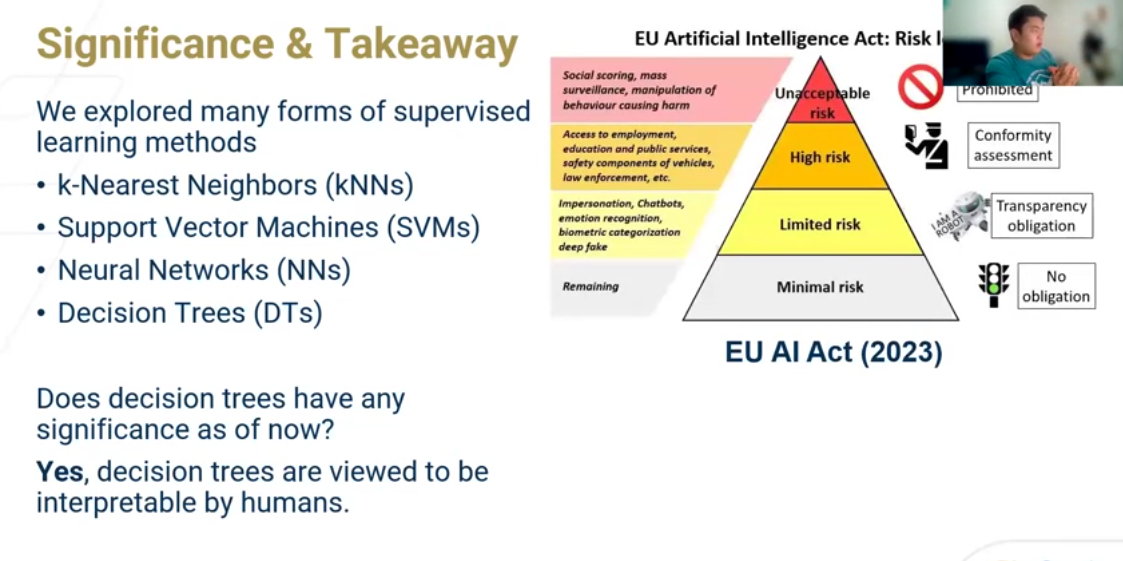 Significance & Takeaway
We explored many forms of supervised
learning methods
• k-Nearest Neighbors (kNNs)
• Support Vector Machines (SVMs)
• Neural Networks (NNs)
• Decision Trees (DTs)
Does decision trees have any
significance as of now?
Yes, decision trees are viewed to be
interpretable by humans.
EU Artificial Intelligence Act: Risk
Social scoring, mass
surveillance, manipulation of
behaviour causing harm
Unacceptable
risk
Prohibited
Access to employment,
education and public services,
safety components of vehicles,
law enforcement, etc.
High risk
Conformity
assessment
Impersonation, Chatbots,
emotion recognition,
biometric categorization
deep fake
Limited risk
I AM A
ROBOT
Transparency
obligation
Remaining
Minimal risk
No
obligation
EU AI Act (2023)